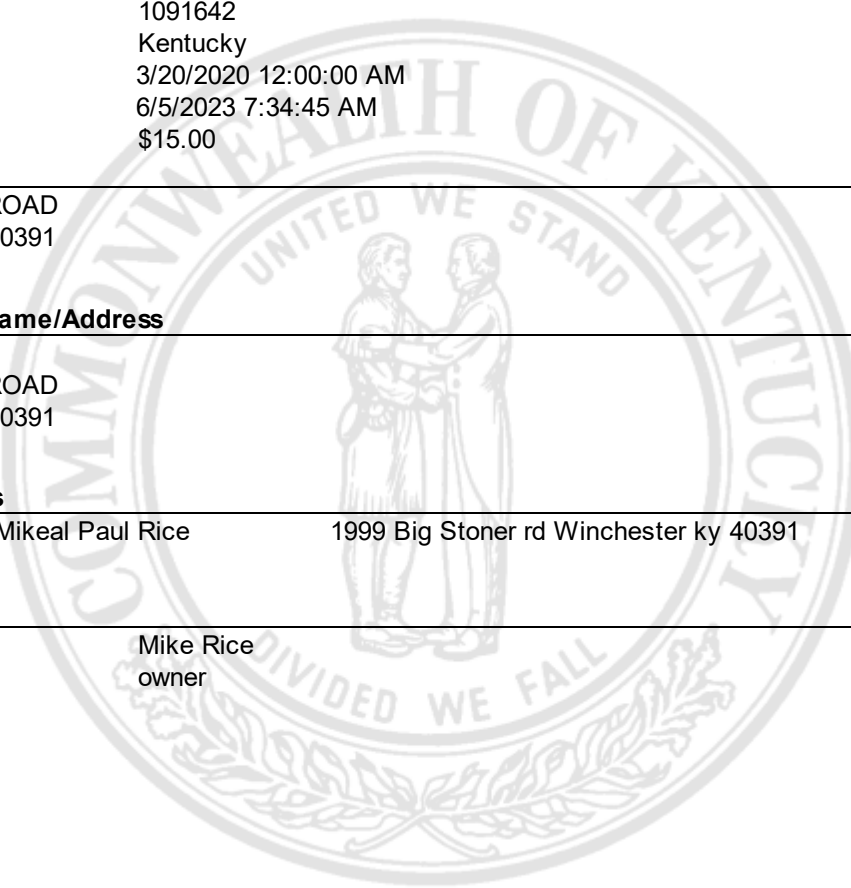 1091642
Kentucky
3/20/2020 12:00:00 AM
6/5/2023 7:34:45 AM
$15.00
ROAD
0391
ame/Address
ROAD
0391
s
Mikeal Paul Rice 1999 Big Stoner rd Winchester ky 40391
Mike Rice
owner
COMMONWEALTH OF KENTUCKY
UNITED WE STAND
DIVIDED WE FALL